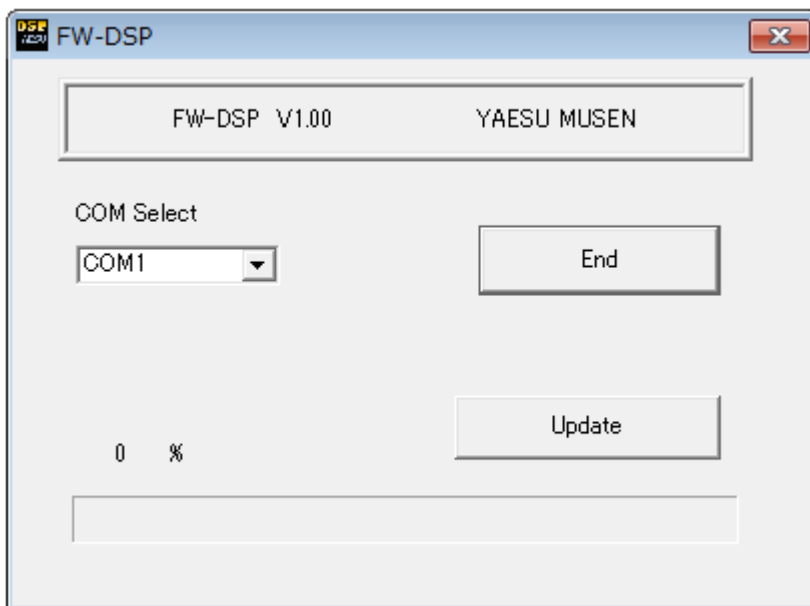 FW-DSP
FW-DSP V1.00 YAESU MUSEN
COM Select
COM1
End
Update
0 %